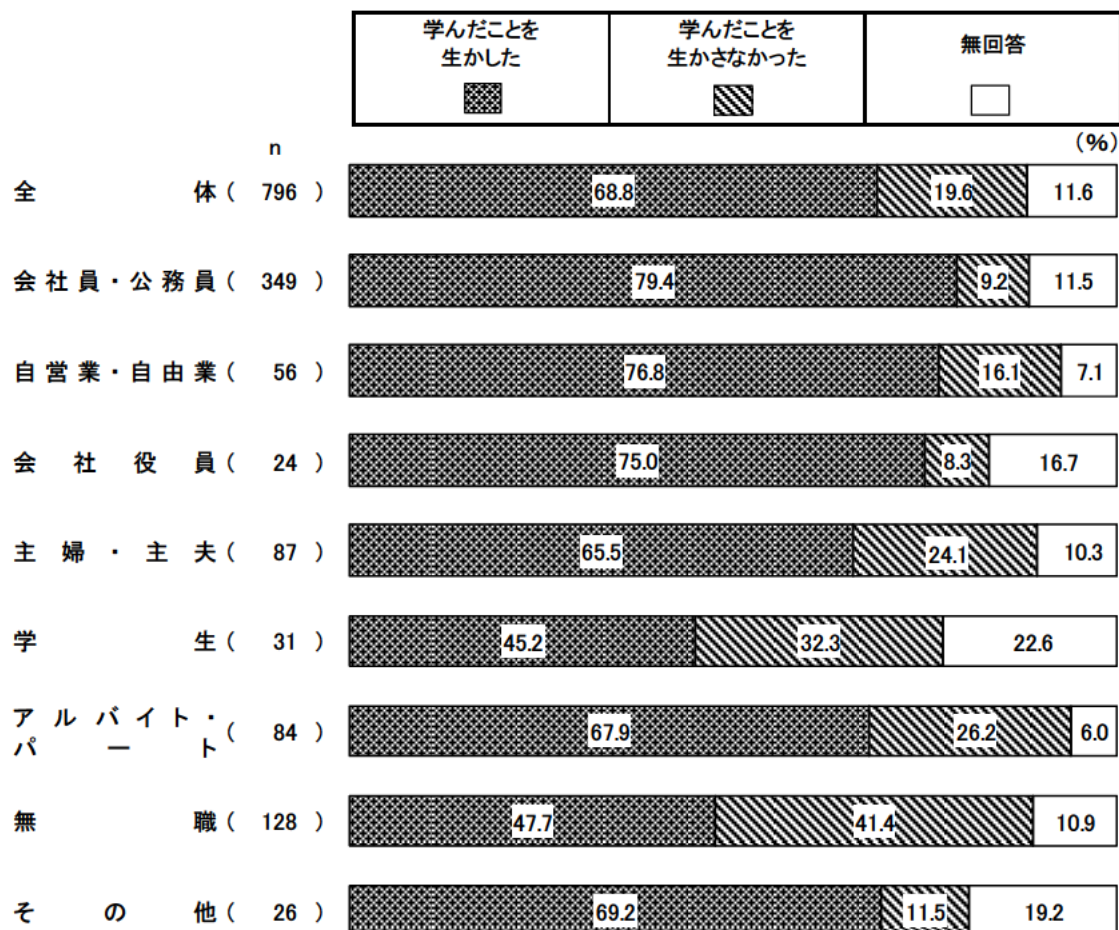 学んだことを
生かした
学んだことを
生かさなかった
無回答
n
(%)
全体( 796 ) 68.8 19.6 11.6
会社員・公務員( 349 ) 79.4 9.2 11.5
自営業・自由業( 56 ) 76.8 16.1 7.1
会社役員( 24 ) 75.0 8.3 16.7
主婦・主夫( 87 ) 65.5 24.1 10.3
学生( 31 ) 45.2 32.3 22.6
アルバイト・
パート
( 84 ) 67.9 26.2 6.0
無職( 128 ) 47.7 41.4 10.9
その他( 26 ) 69.2 11.5 19.2